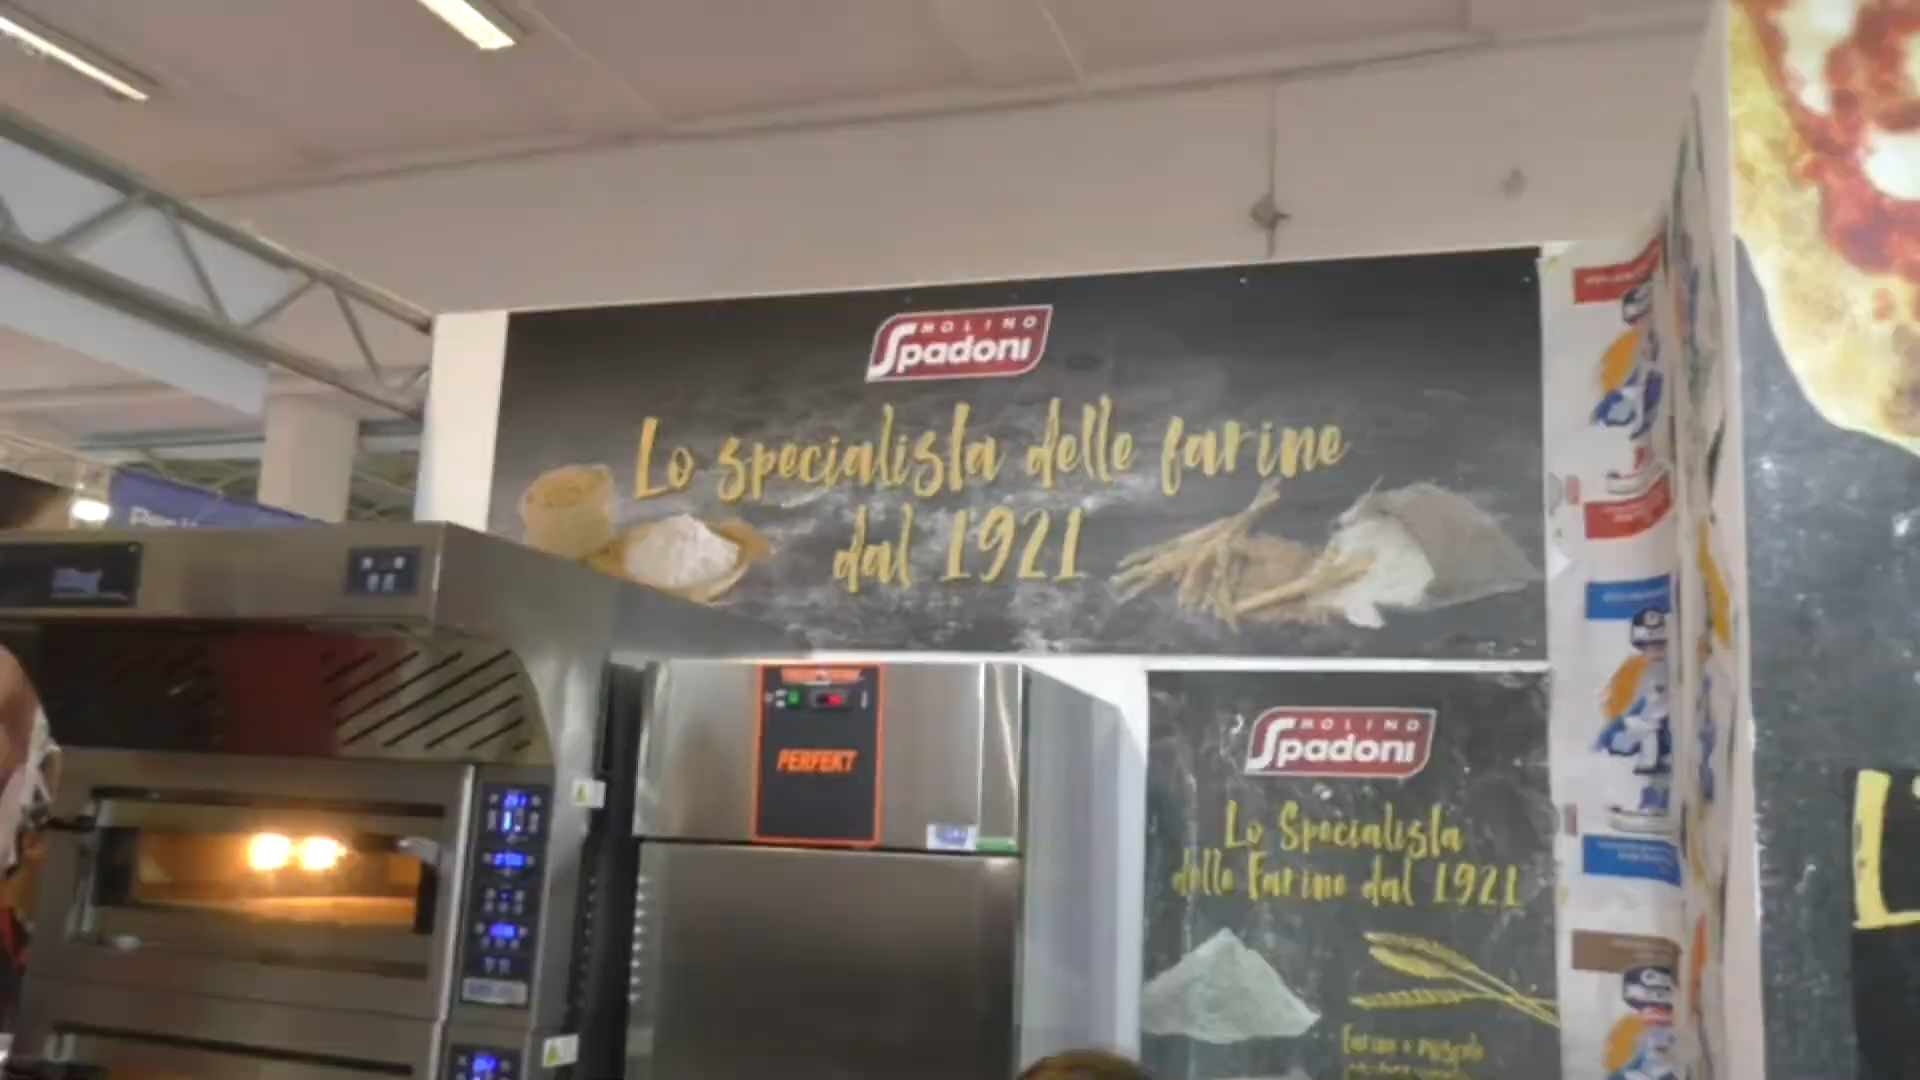 MOLINO
Spadoni
Lo specialista delle farine
dal 1921
PERFEKT
MOLINO
Spadoni
Lo Specialista
delle Farine dal 1921